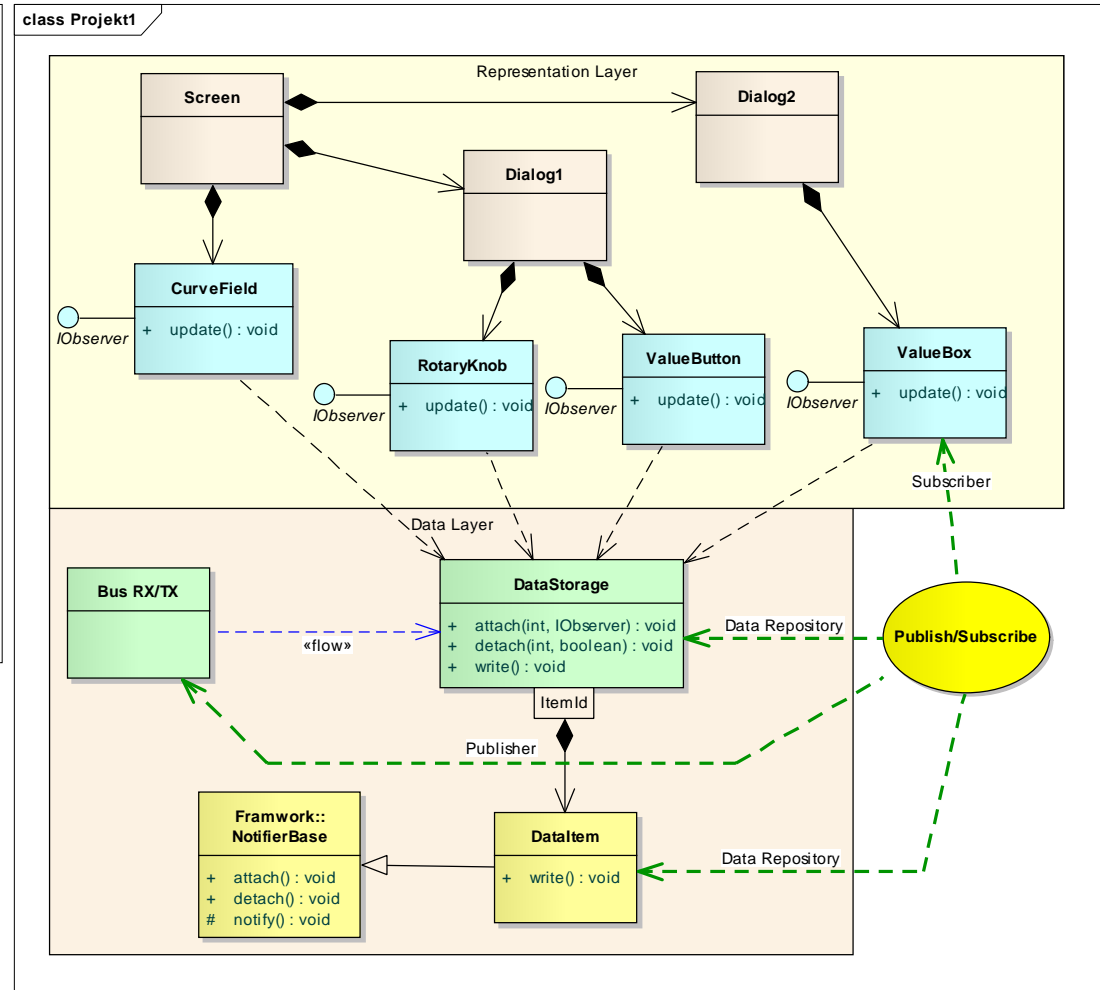 class Projekt1
Representation Layer
Screen
Dialog2
Dialog1
CurveField
+ update() : void
IObserver
RotaryKnob
+ update() : void
IObserver
ValueButton
+ update() : void
IObserver
ValueBox
+ update() : void
IObserver
Subscriber
Data Layer
Bus RX/TX
«flow»
DataStorage
+ attach(int, IObserver) : void
+ detach(int, boolean) : void
+ write() : void
ItemId
Data Repository
Publish/Subscribe
Publisher
Framwork::
NotifierBase
+ attach() : void
+ detach() : void
# notify() : void
DataItem
+ write() : void
Data Repository